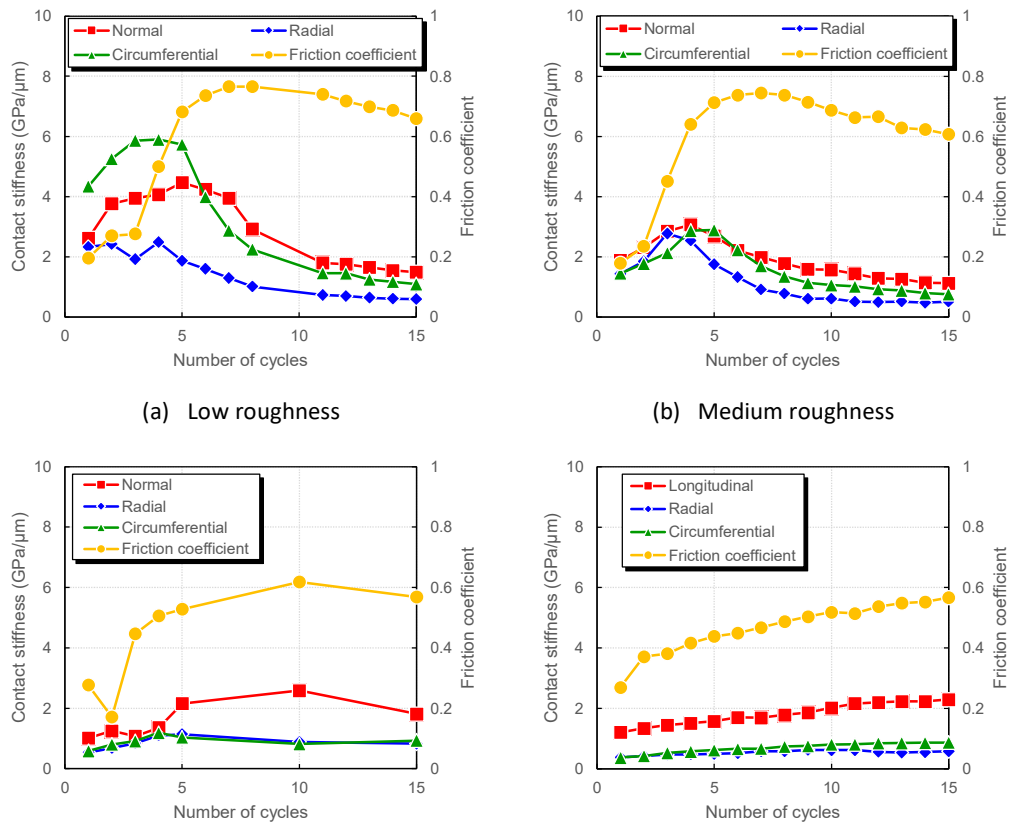 Normal Radial
Circumferential Friction coefficient
10
8
6
4
2
0
1
0.8
0.6
0.4
0.2
0
0 5 10 15
Contact stiffness (GPa/μm)
Friction coefficient
Number of cycles
(a) Low roughness
Normal Radial
Circumferential Friction coefficient
10
8
6
4
2
0
1
0.8
0.6
0.4
0.2
0
0 5 10 15
Contact stiffness (GPa/μm)
Friction coefficient
Number of cycles
(b) Medium roughness
Normal
Radial
Circumferential
Friction coefficient
10
8
6
4
2
0
1
0.8
0.6
0.4
0.2
0
0 5 10 15
Contact stiffness (GPa/μm)
Friction coefficient
Number of cycles
Longitudinal
Radial
Circumferential
Friction coefficient
10
8
6
4
2
0
1
0.8
0.6
0.4
0.2
0
0 5 10 15
Contact stiffness (GPa/μm)
Friction coefficient
Number of cycles